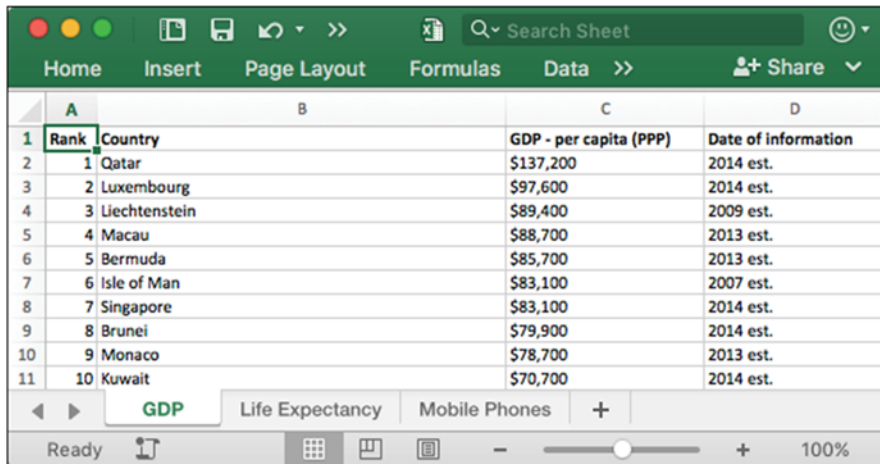 Search Sheet
Home Insert Page Layout Formulas Data >> Share
A B C D
1 Rank Country GDP - per capita (PPP) Date of information
2 1 Qatar $137,200 2014 est.
3 2 Luxembourg $97,600 2014 est.
4 3 Liechtenstein $89,400 2009 est.
5 4 Macau $88,700 2013 est.
6 5 Bermuda $85,700 2013 est.
7 6 Isle of Man $83,100 2007 est.
8 7 Singapore $83,100 2014 est.
9 8 Brunei $79,900 2014 est.
10 9 Monaco $78,700 2013 est.
11 10 Kuwait $70,700 2014 est.
GDP Life Expectancy Mobile Phones +
Ready - + 100%